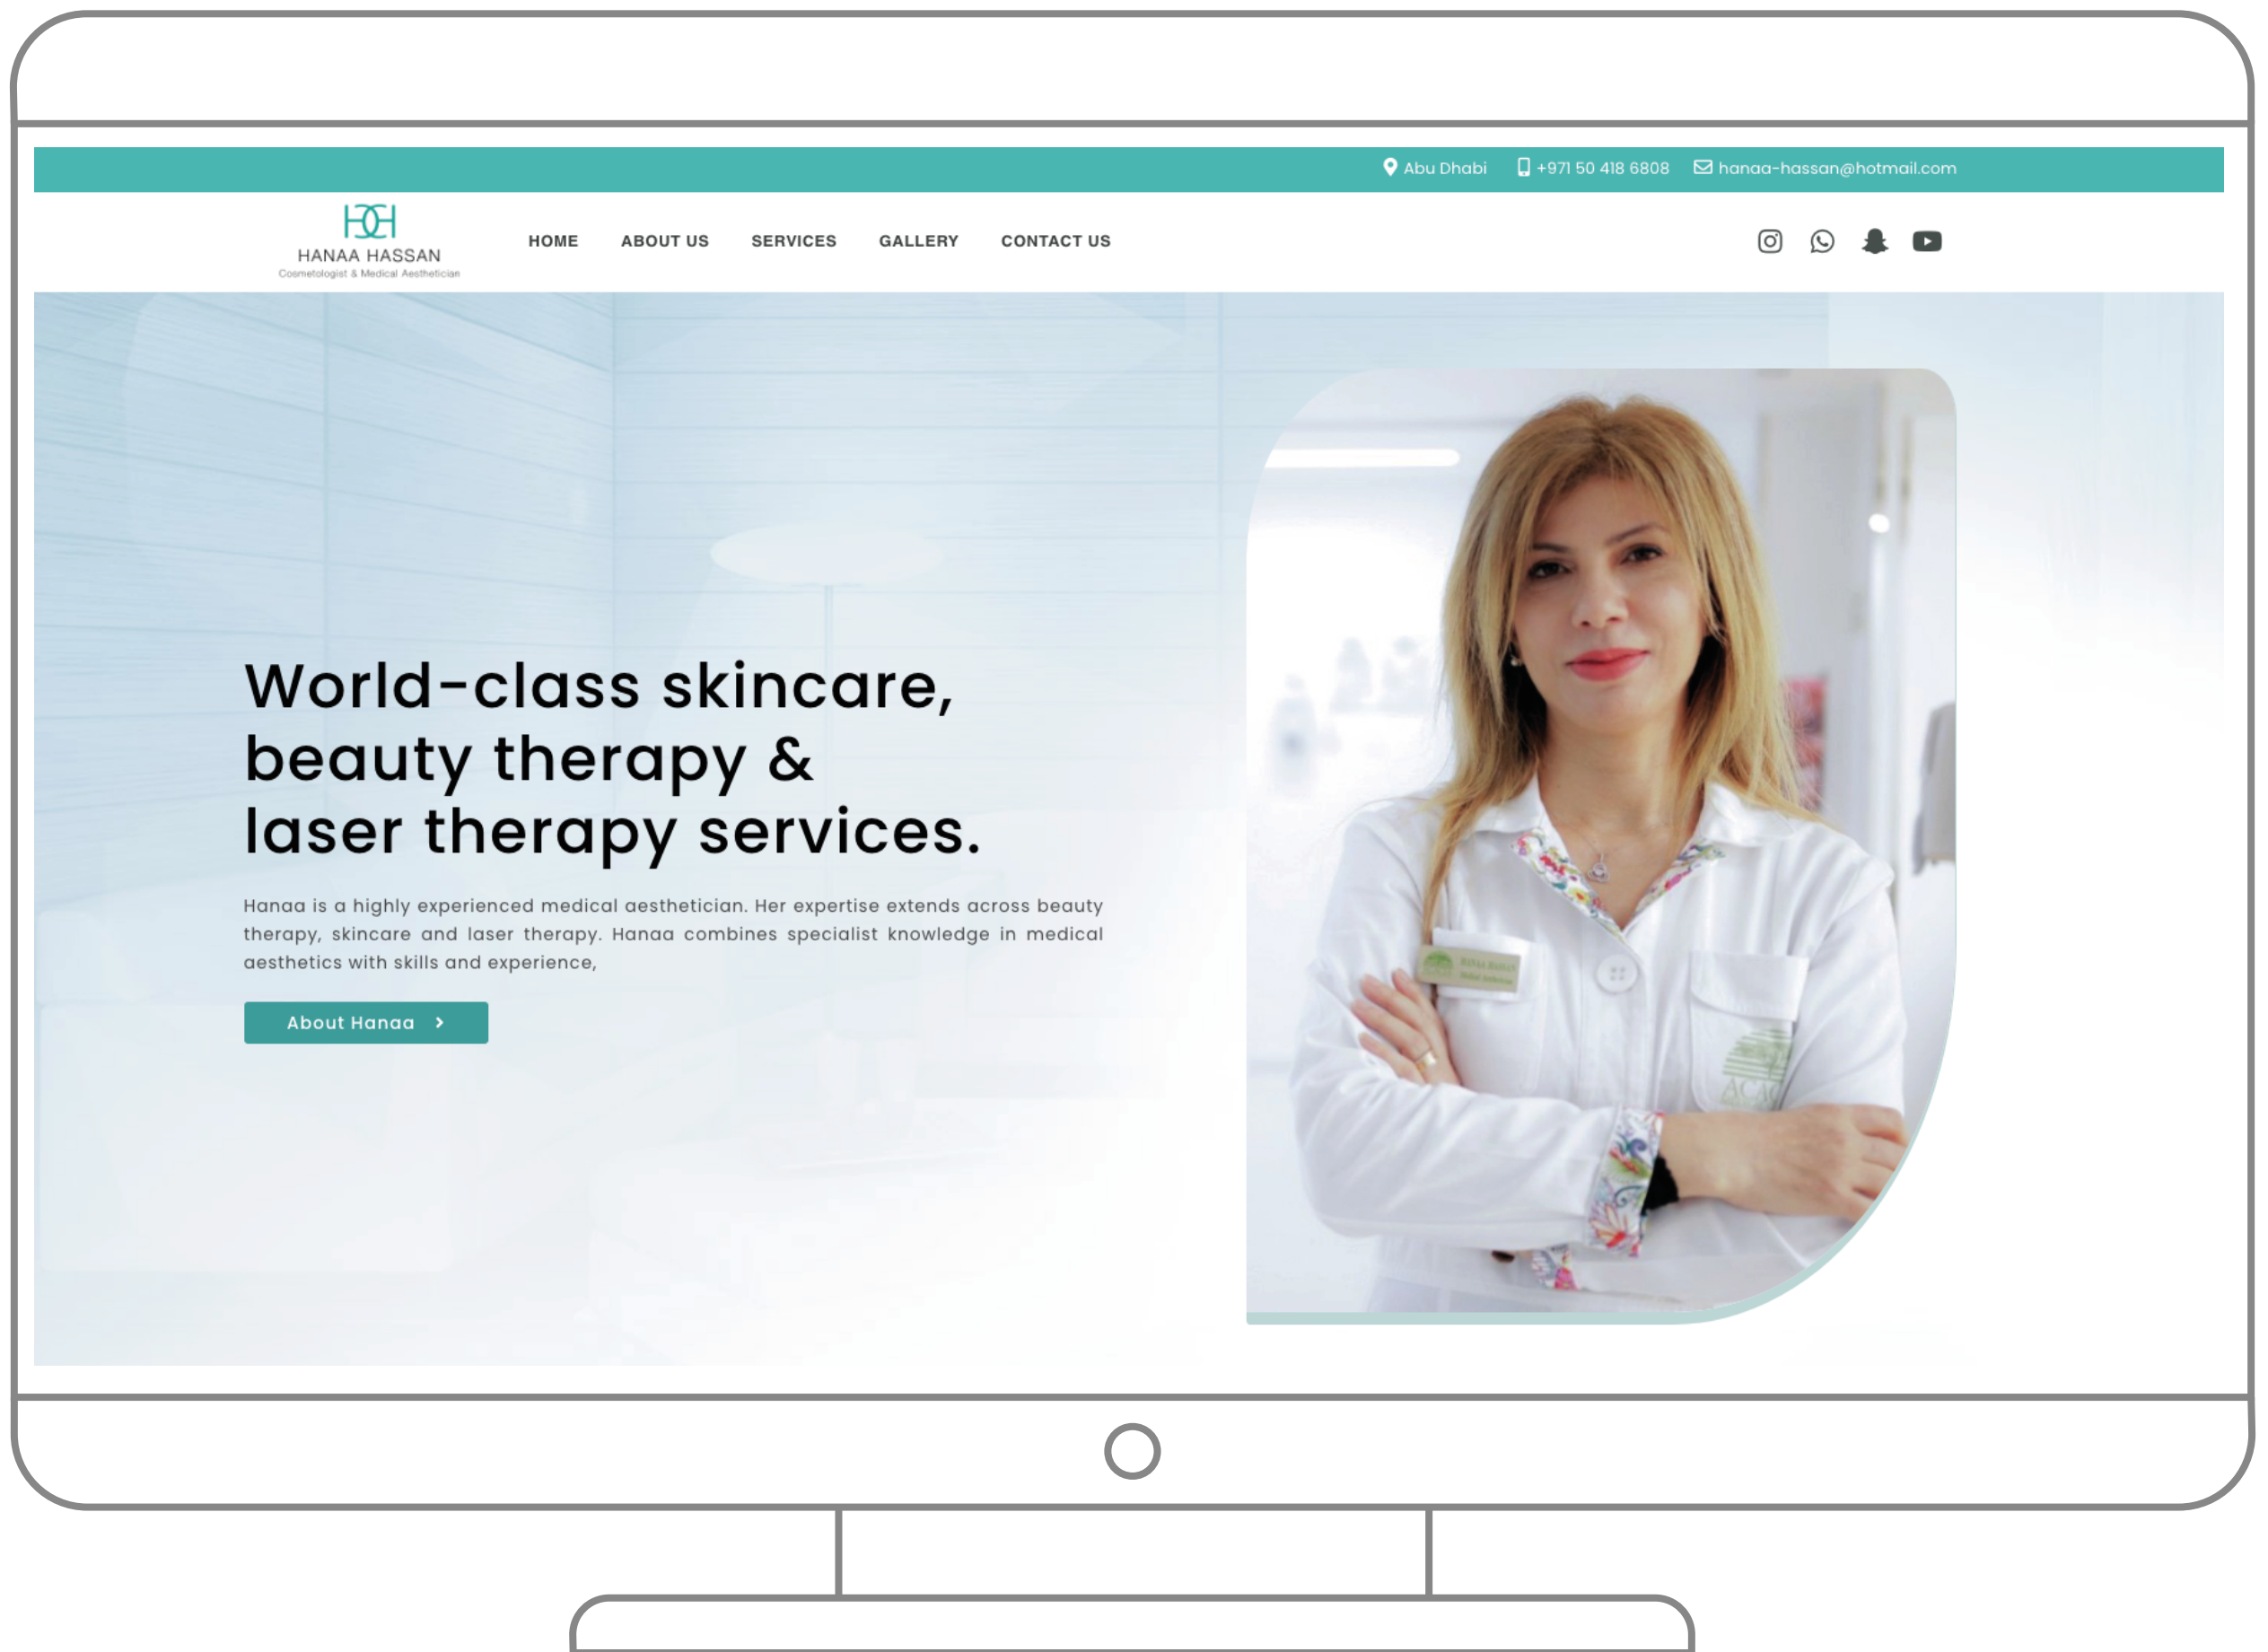 Abu Dhabi +971 50 418 6808 hanaa-hassan@hotmail.com
HANAA HASSAN
Cosmetologist & Medical Aesthetician
HOME ABOUT US SERVICES GALLERY CONTACT US
World-class skincare,
beauty therapy &
laser therapy services.
Hanaa is a highly experienced medical aesthetician. Her expertise extends across beauty
therapy, skincare and laser therapy. Hanaa combines specialist knowledge in medical
aesthetics with skills and experience,
About Hanaa
HANAA HASSAN
ACAC